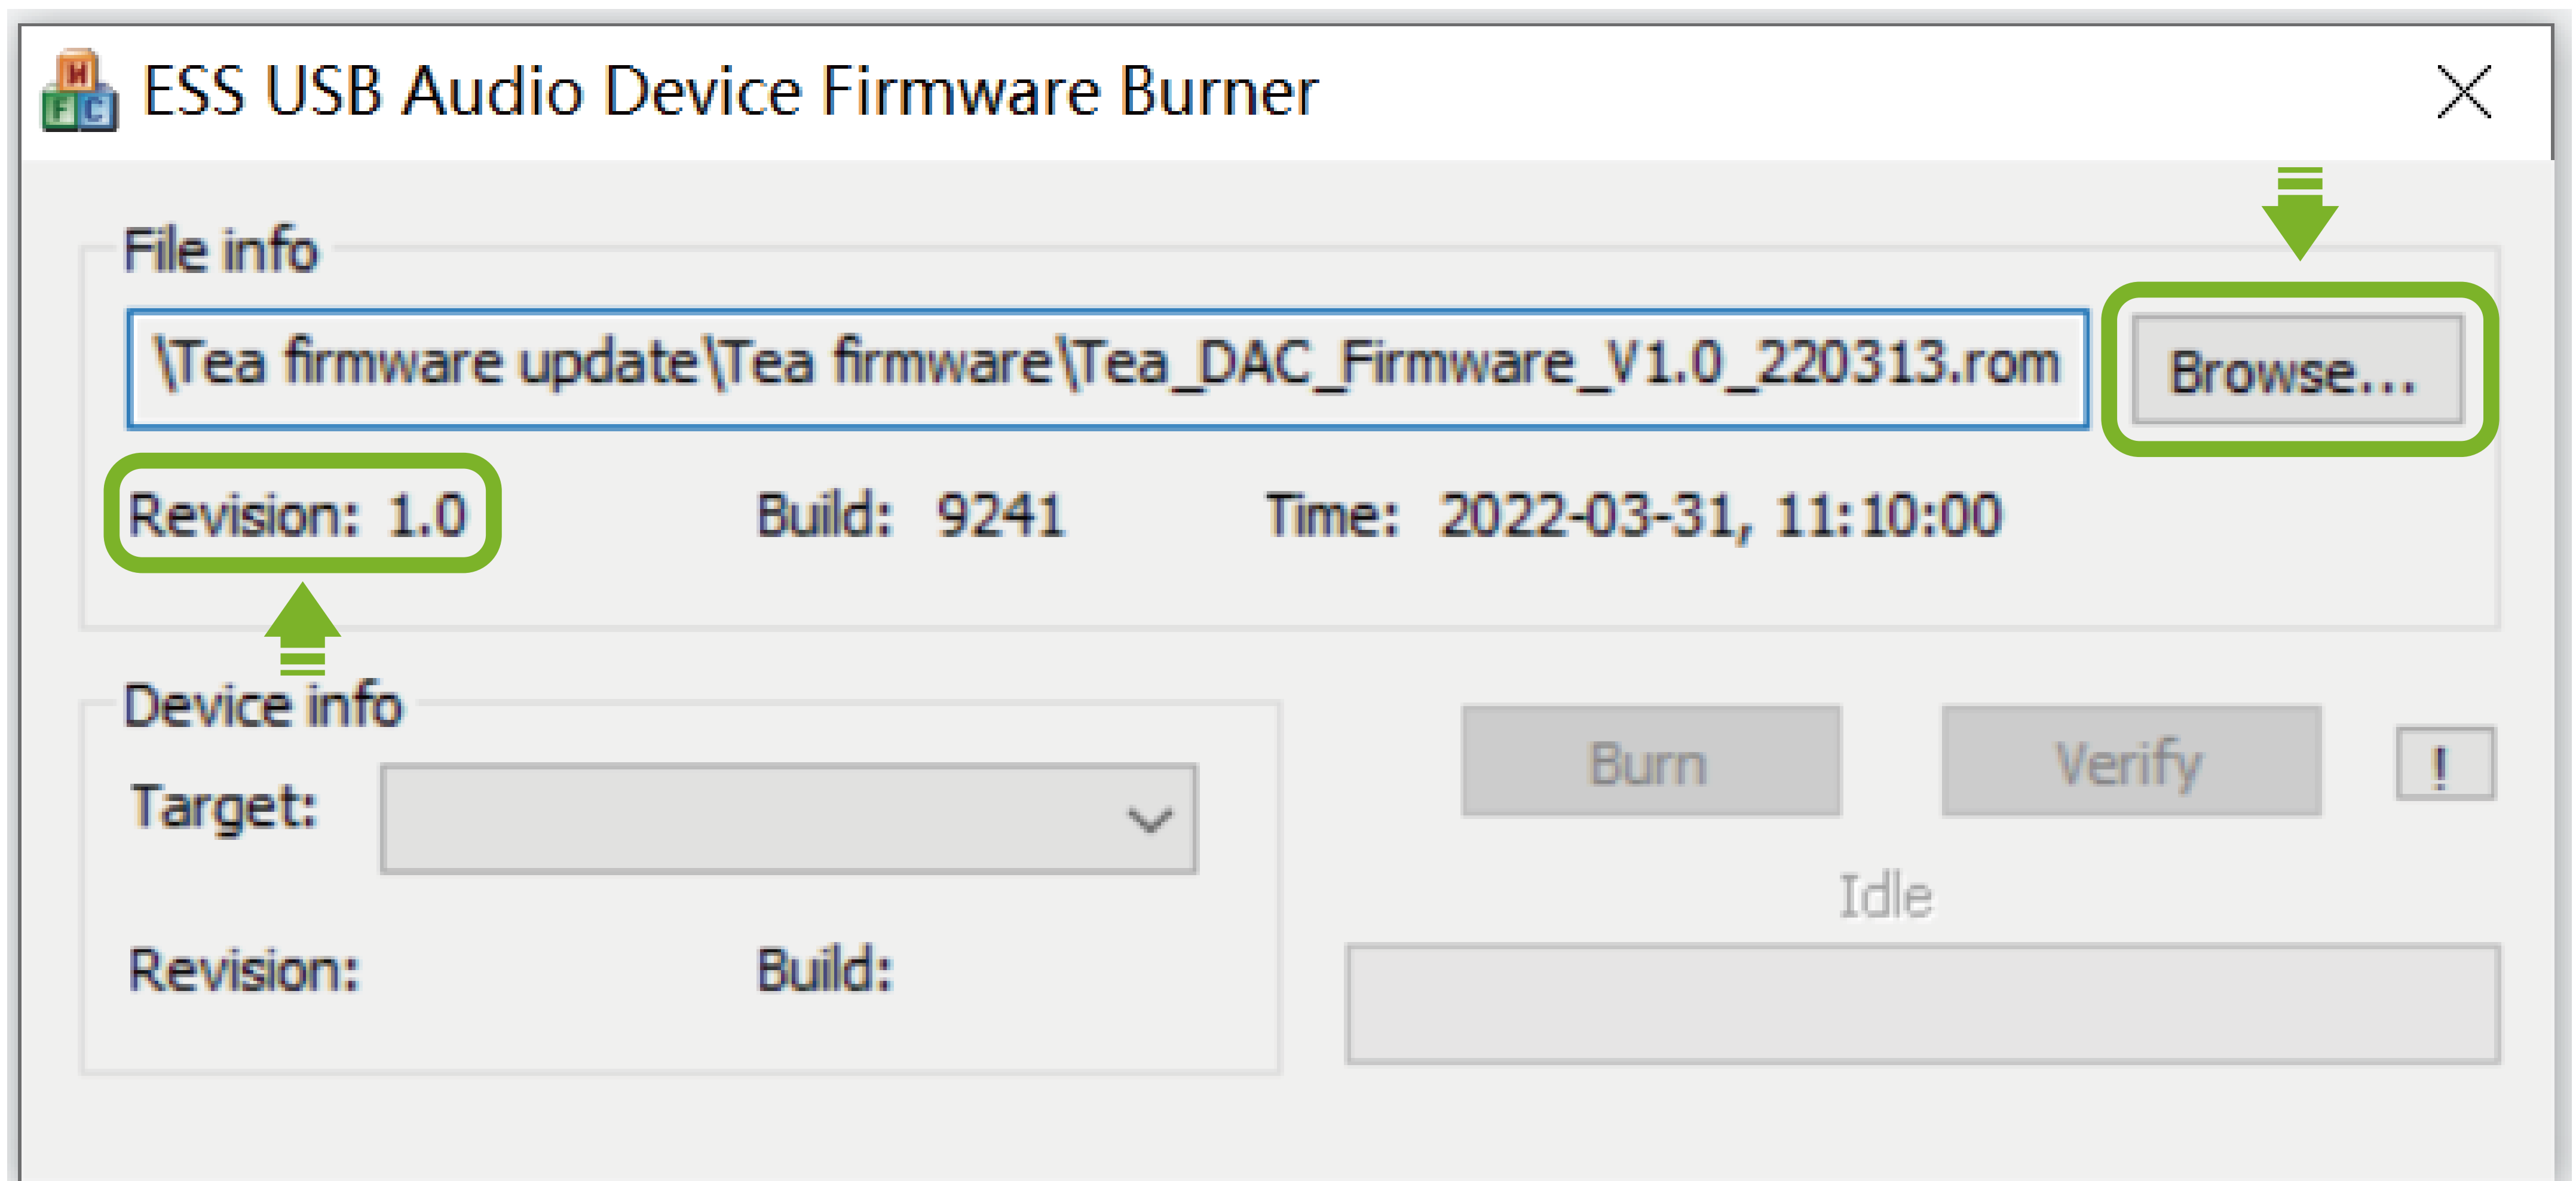 ESS USB Audio Device Firmware Burner
File info
\Tea firmware update\Tea firmware\Tea_DAC_Firmware_V1.0_220313.rom Browse...
Revision: 1.0 Build: 9241 Time: 2022-03-31, 11:10:00
Device info
Burn Verify !
Target:
Idle
Revision: Build: